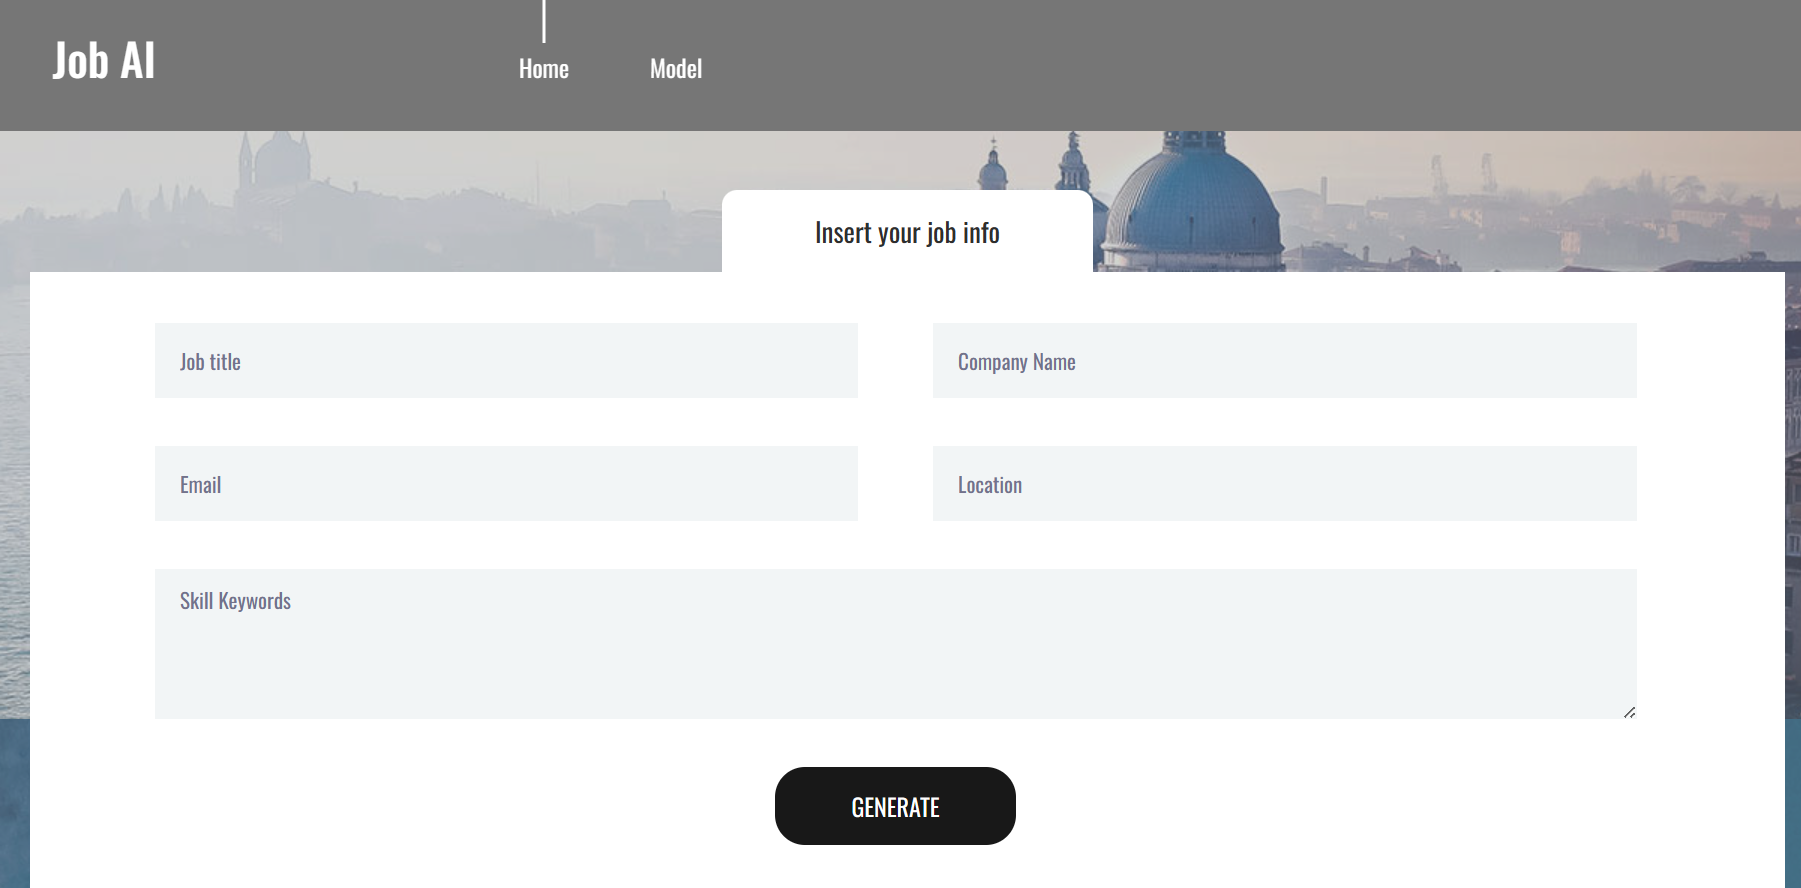 Job AI
Home
Model
Insert your job info
Job title
Company Name
Email
Location
Skill Keywords
GENERATE